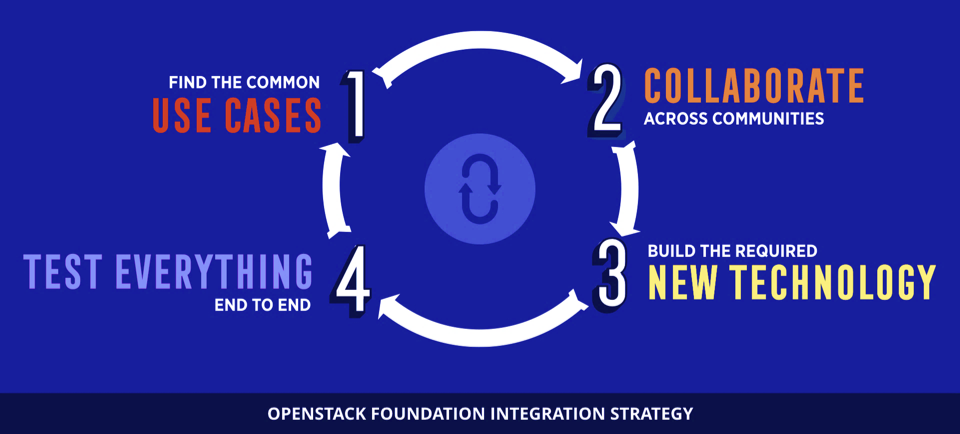 1
FIND THE COMMON
USE CASES
2
COLLABORATE
ACROSS COMMUNITIES
3
BUILD THE REQUIRED
NEW TECHNOLOGY
4
TEST EVERYTHING
END TO END
OPENSTACK FOUNDATION INTEGRATION STRATEGY